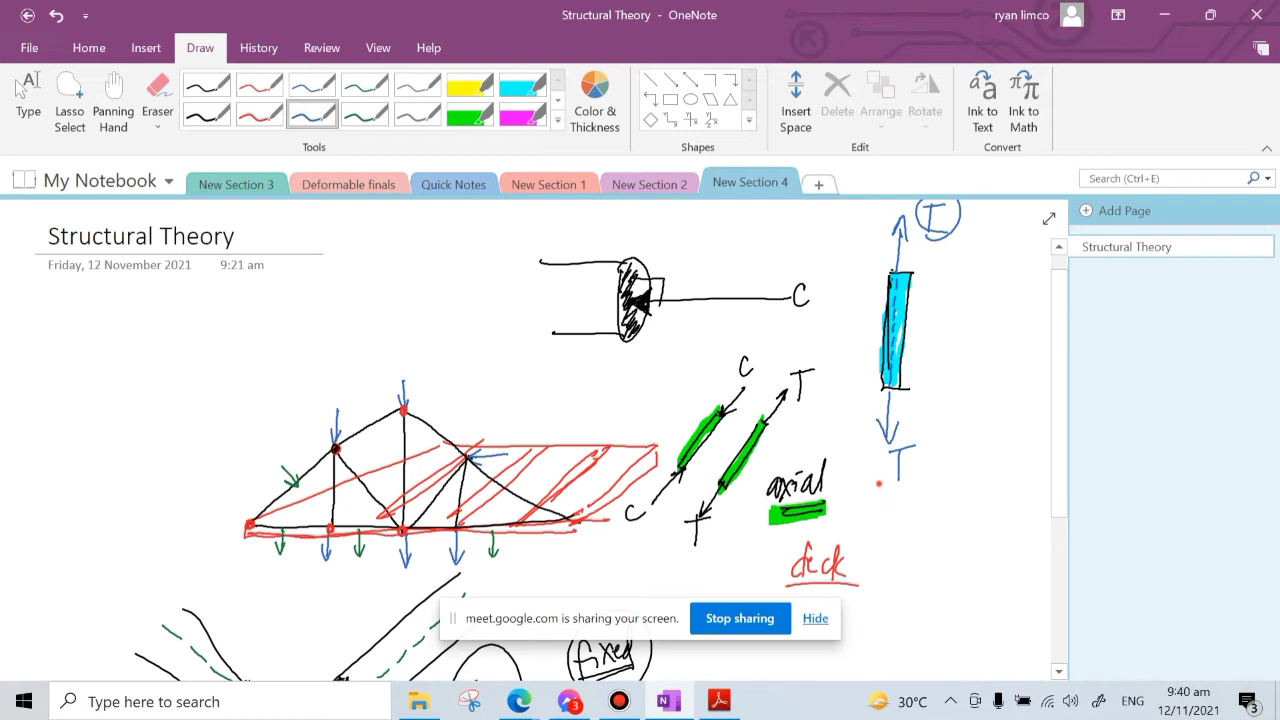 Structural Theory - OneNote
ryan limco
File Home Insert Draw History Review View Help
Type
Lasso Select
Panning Hand
Eraser
Color & Thickness
Insert Space
Delete
Arrange
Rotate
Ink to Text
Ink to Math
Tools
Shapes
Edit
Convert
My Notebook
New Section 3
Deformable finals
Quick Notes
New Section 1
New Section 2
New Section 4
Search (Ctrl+E)
Add Page
Structural Theory
Structural Theory
Friday, 12 November 2021 9:21 am
C
C
T
T
C
T
axial
deck
meet.google.com is sharing your screen.
Stop sharing
Hide
fixed
Type here to search
3
30°C
ENG
9:40 am
12/11/2021
3